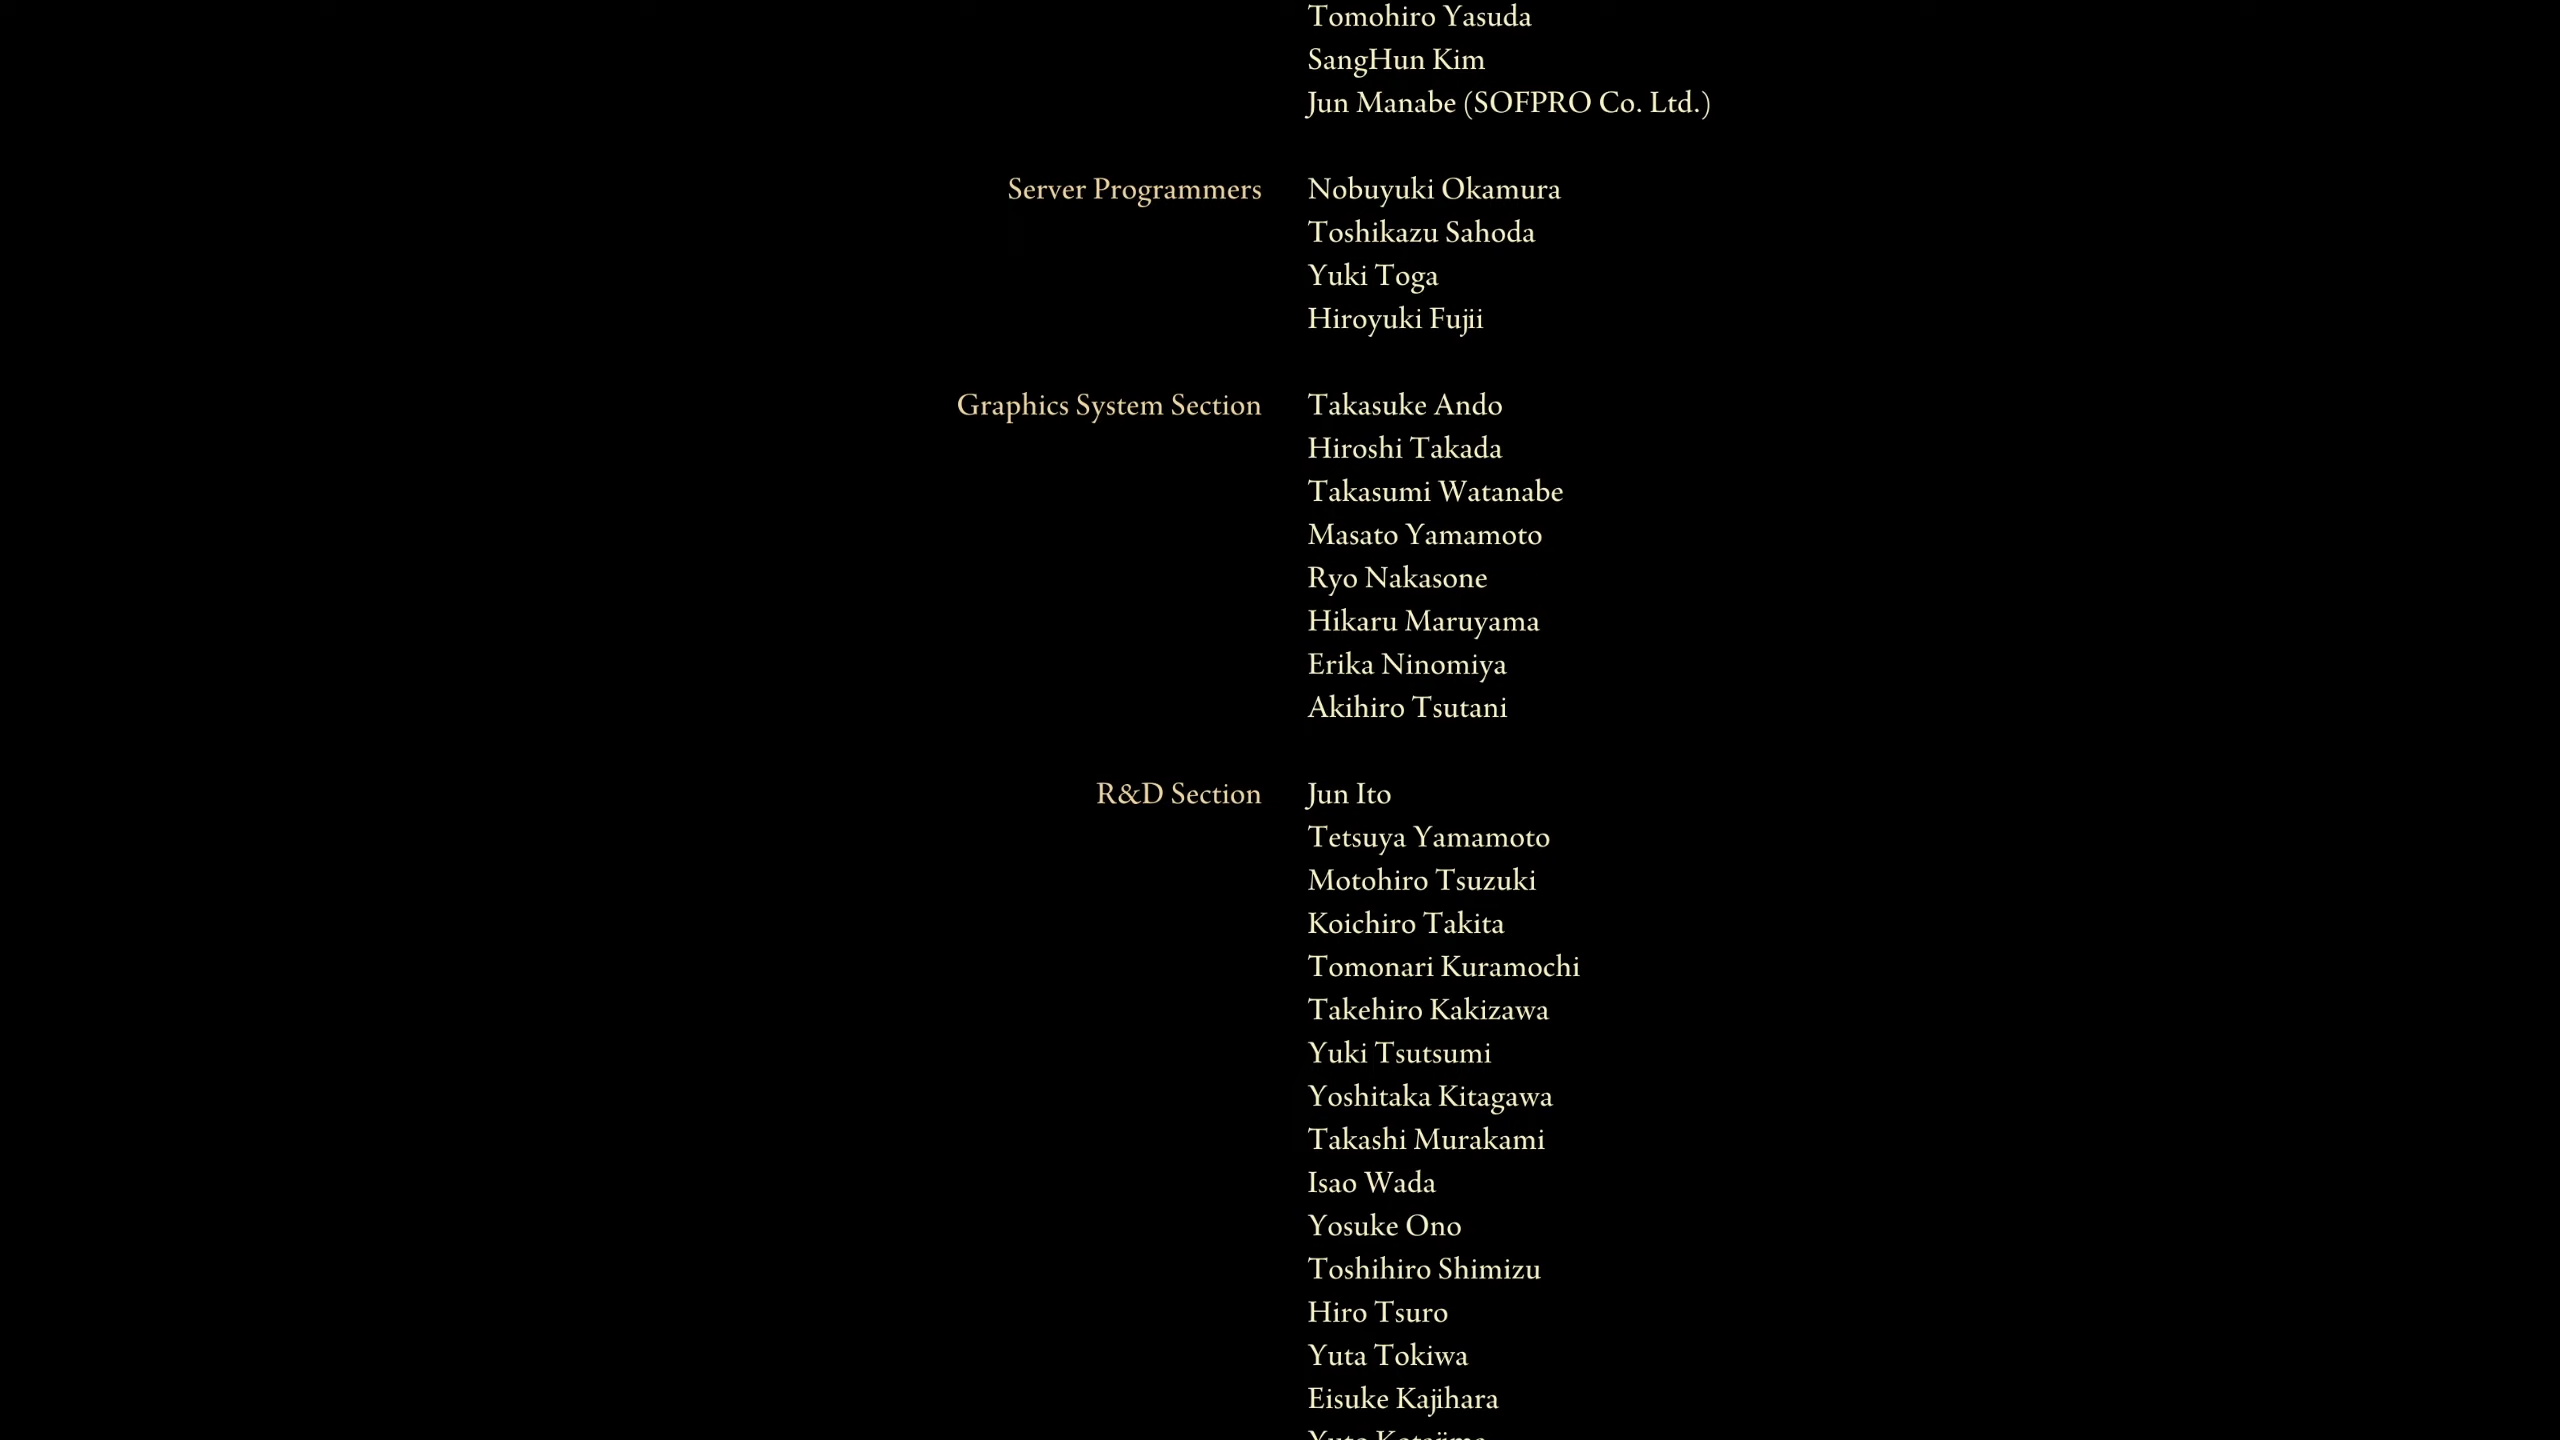 Tomohiro Yasuda
SangHun Kim
Jun Manabe (SOFPRO Co. Ltd.)
Server Programmers Nobuyuki Okamura
Toshikazu Sahoda
Yuki Toga
Hiroyuki Fujii
Graphics System Section Takasuke Ando
Hiroshi Takada
Takasumi Watanabe
Masato Yamamoto
Ryo Nakasone
Hikaru Maruyama
Erika Ninomiya
Akihiro Tsutani
R&D Section Jun Ito
Tetsuya Yamamoto
Motohiro Tsuzuki
Koichiro Takita
Tomonari Kuramochi
Takehiro Kakizawa
Yuki Tsutsumi
Yoshitaka Kitagawa
Takashi Murakami
Isao Wada
Yosuke Ono
Toshihiro Shimizu
Hiro Tsuro
Yuta Tokiwa
Eisuke Kajihara